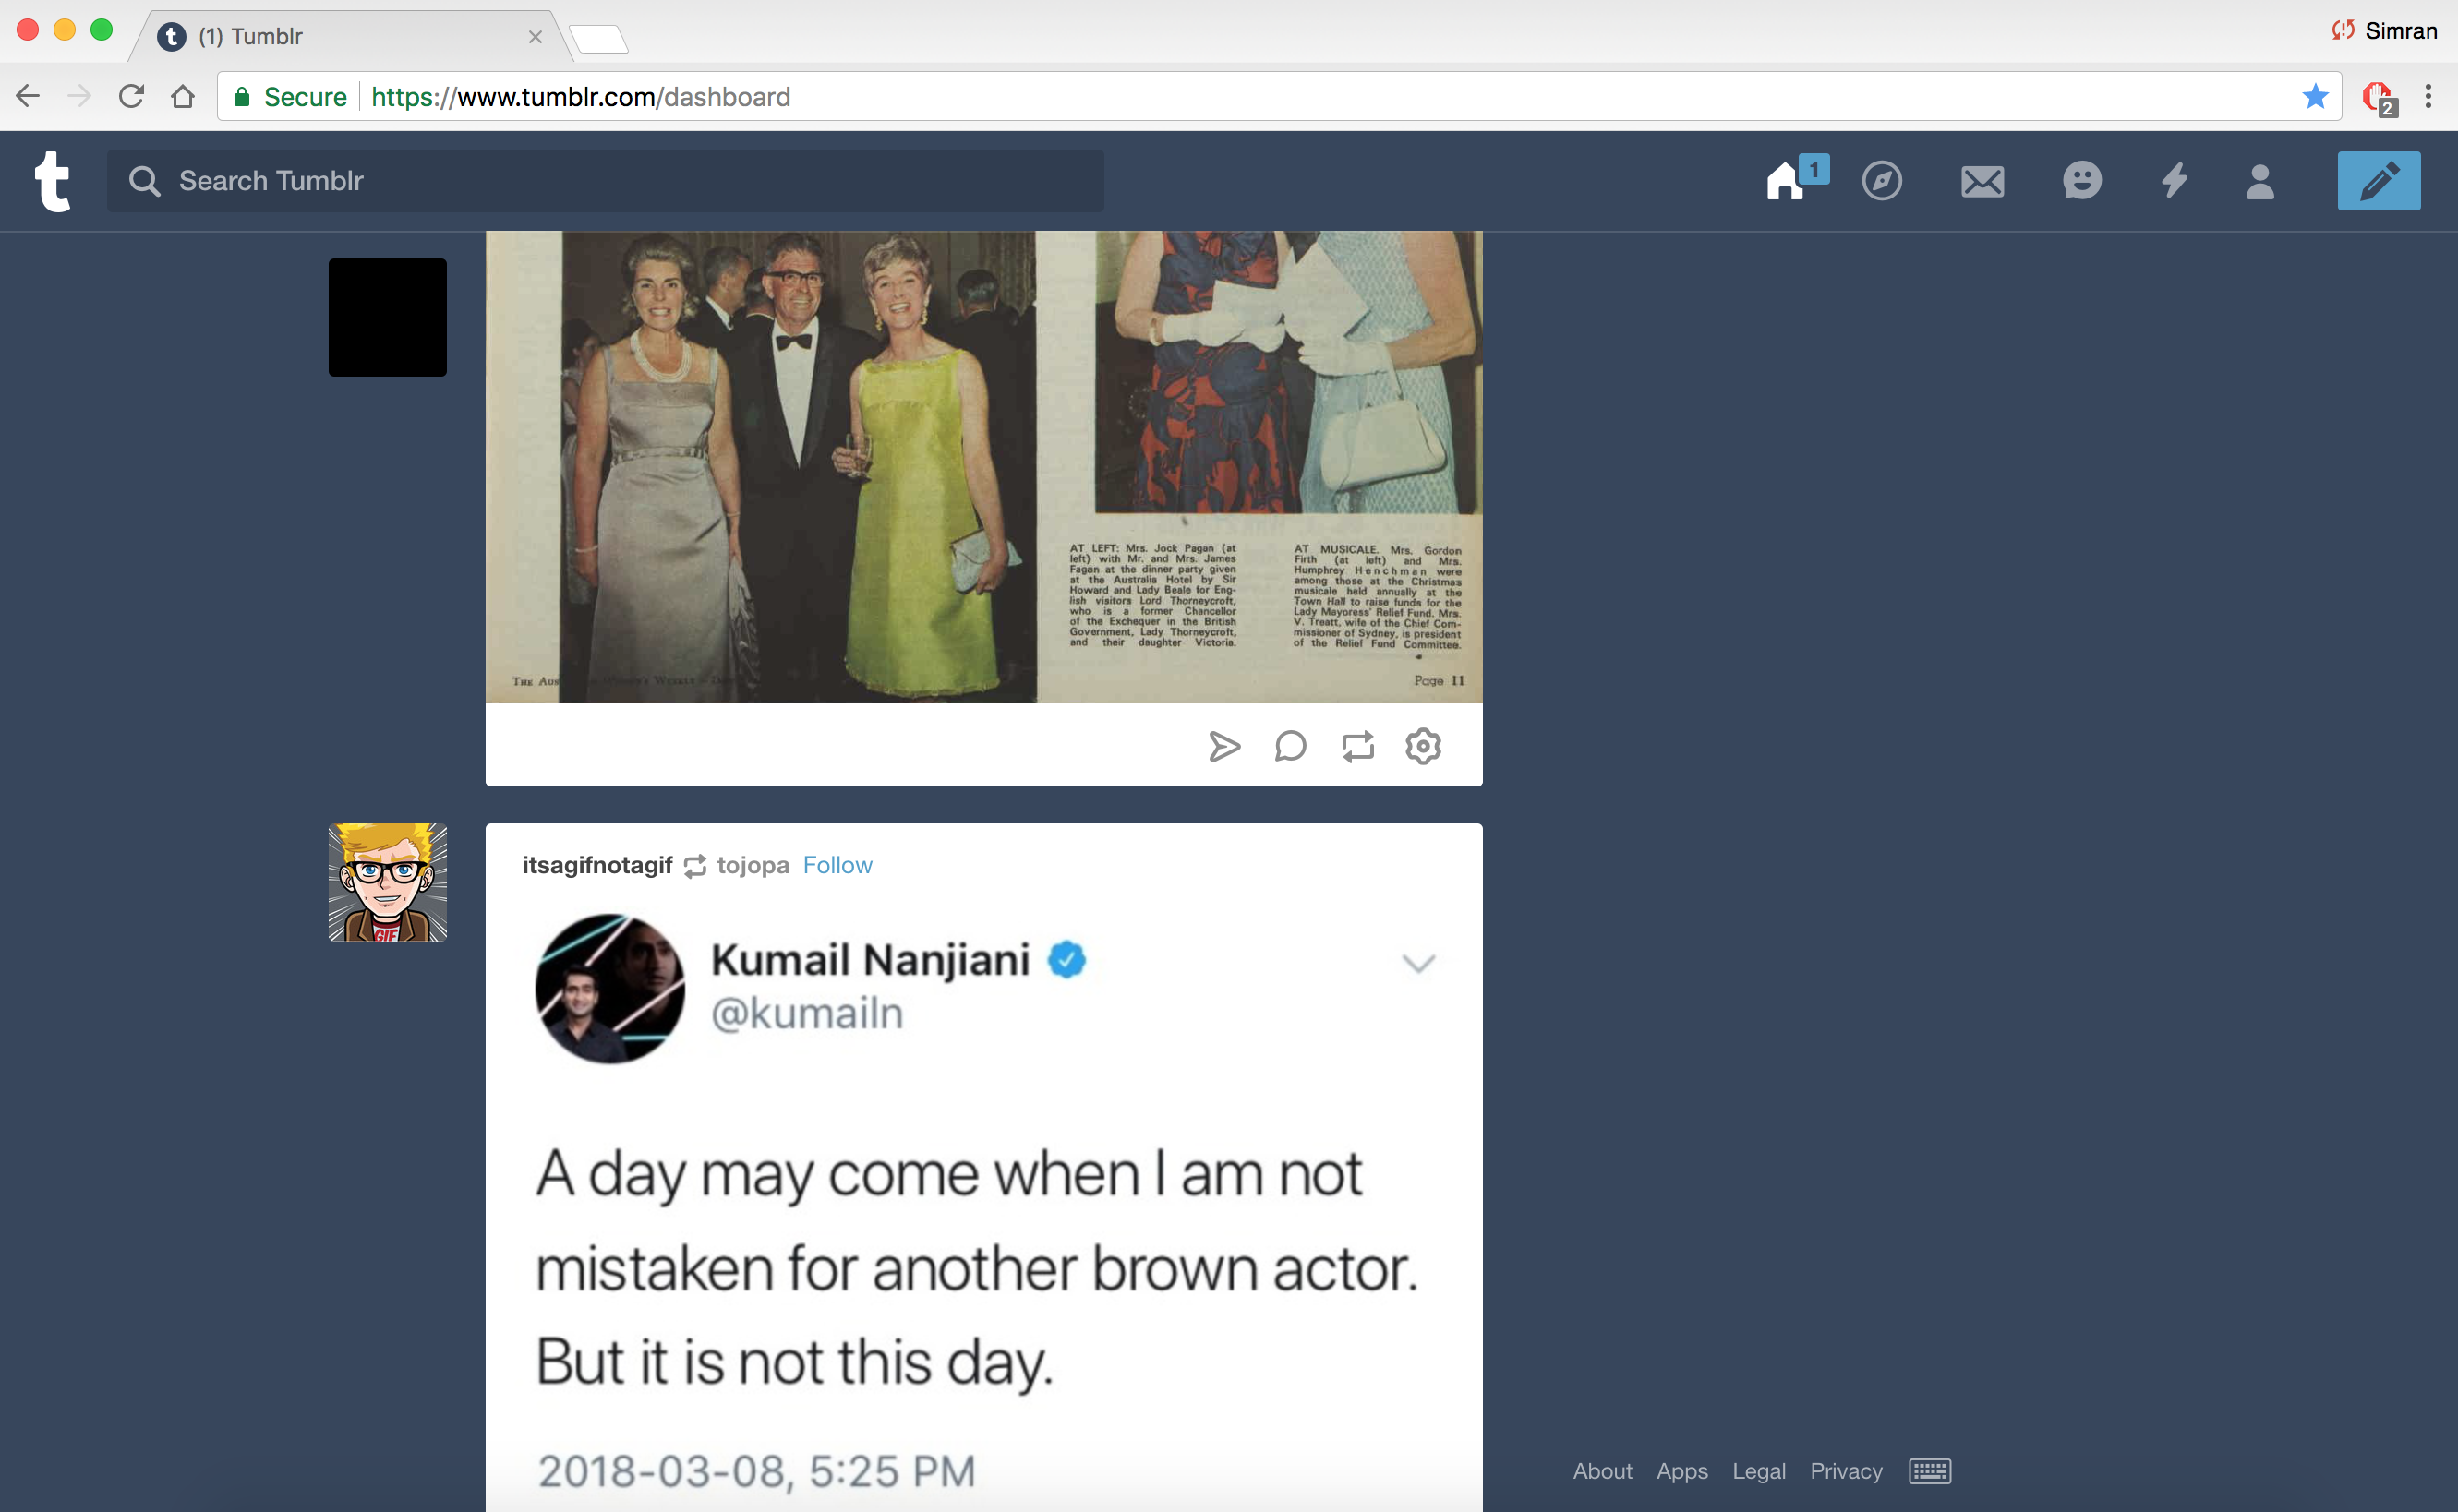 (1) Tumblr
Simran
Secure https://www.tumblr.com/dashboard
2
t Search Tumblr
1
AT LEFT: Mrs. Jock Pagan (at
left) with Mr. and Mrs. James
Fagan at the dinner party given
at the Australia Hotel by Sir
Howard and Lady Beale for Eng-
lish visitors Lord Thorneycroft,
who is a former Chancellor
of the Exchequer in the British
Government, Lady Thorneycroft,
and their daughter Victoria.
AT MUSICALE. Mrs. Gordon
Firth (at left) and Mrs.
Humphrey Henchman were
among those at the Christmas
musicale held annually at the
Town Hall to raise funds for the
Lady Mayoress' Relief Fund. Mrs.
V. Treatt, wife of the Chief Com-
missioner of Sydney, is president
of the Relief Fund Committee.
THE
Page 11
itsagifnotagif tojopa Follow
GIF
Kumail Nanjiani
@kumailn
A day may come when I am not
mistaken for another brown actor.
But it is not this day.
2018-03-08, 5:25 PM
About Apps Legal Privacy